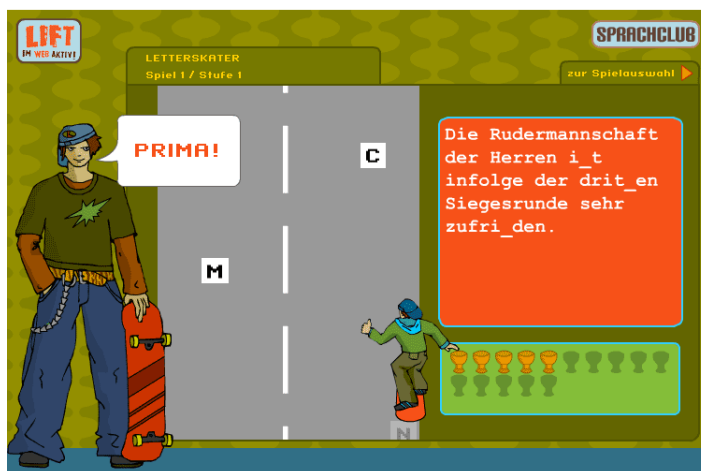 LIFT
IM WEB AKTIV!
SPRACHCLUB
LETTERSKATER
Spiel 1 / Stufe 1
zur Spielauswahl
PRIMA!
C
M
N
Die Rudermannschaft
der Herren i_t
infolge der drit_en
Siegesrunde sehr
zufri_den.